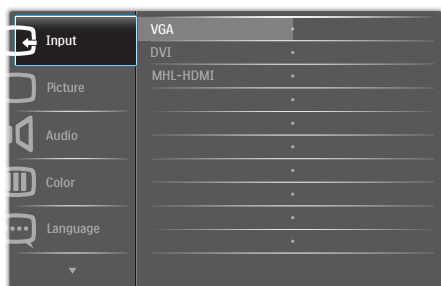 Input
Picture
Audio
Color
Language
VGA
DVI
MHL-HDMI